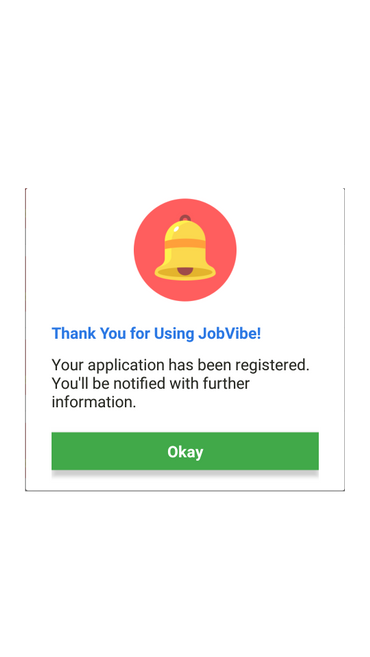 Thank You for Using JobVibe!
Your application has been registered.
You'll be notified with further
information.
Okay